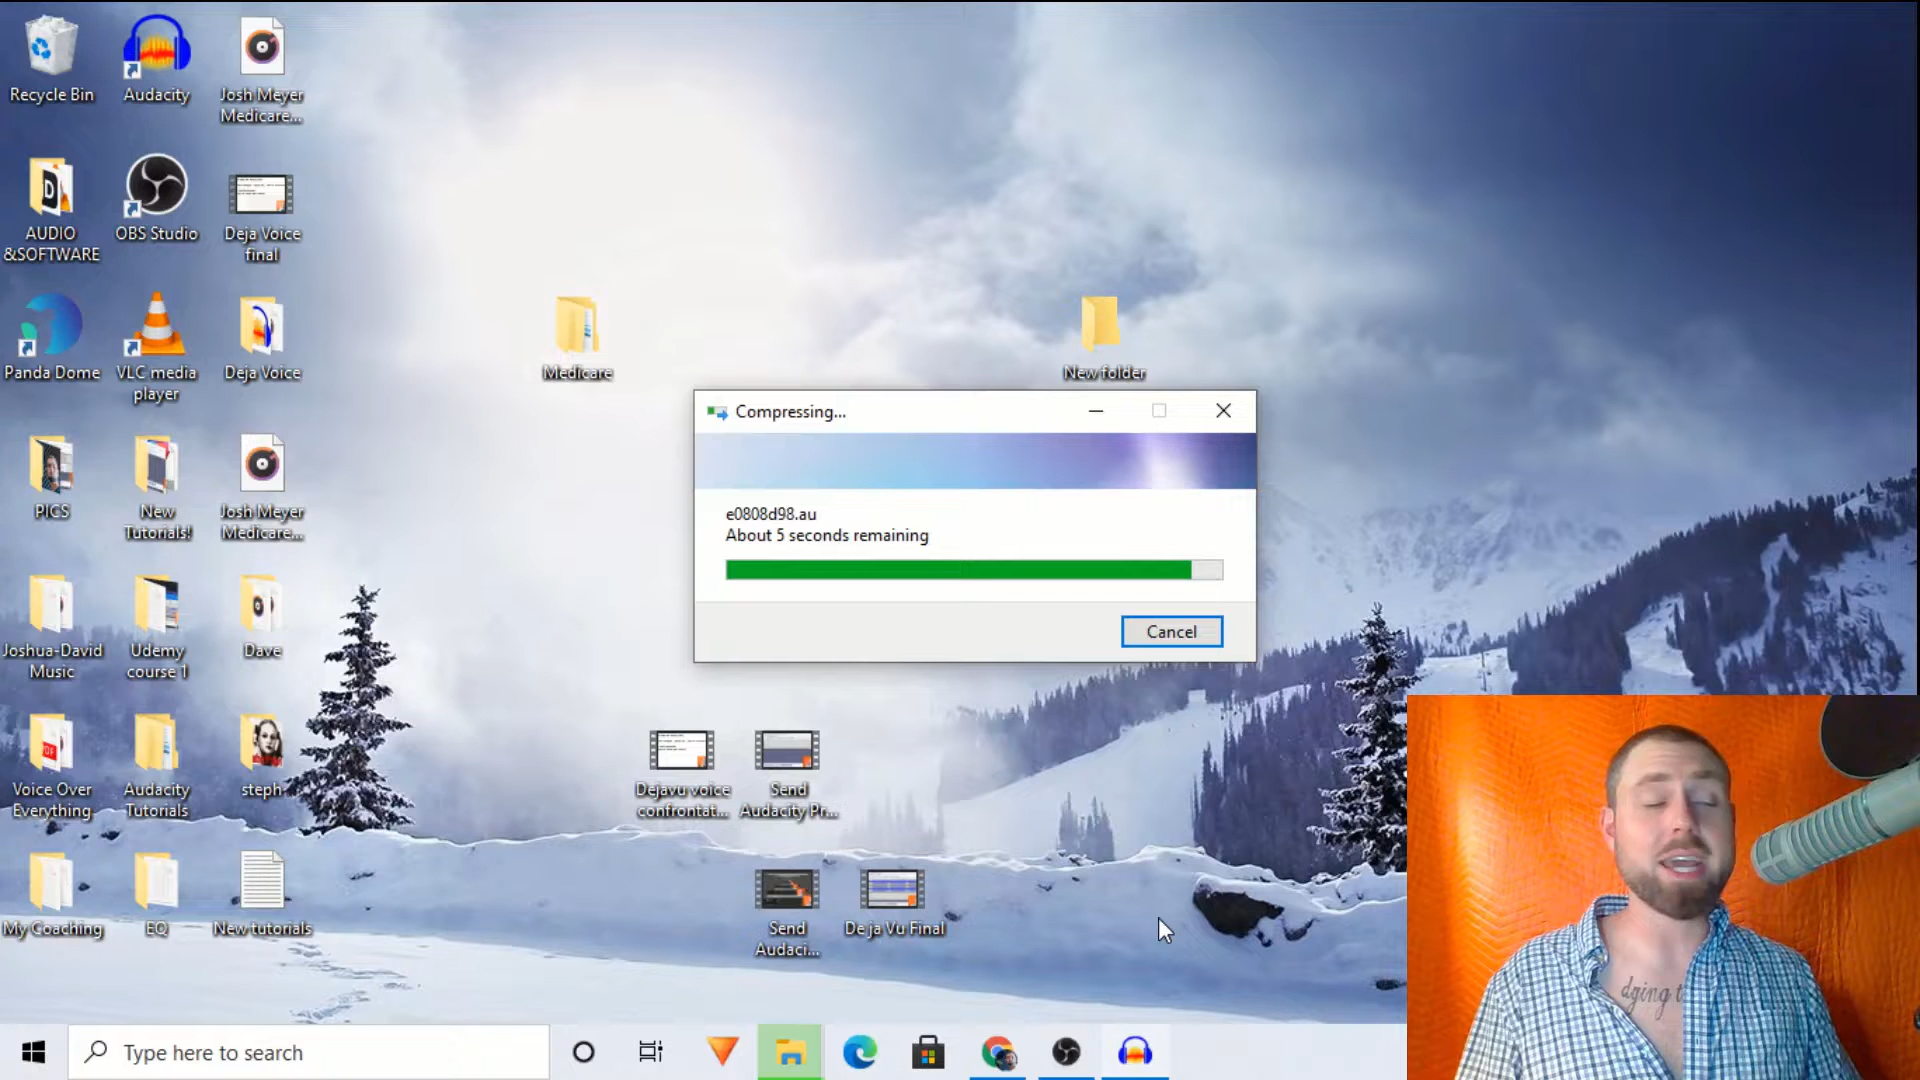 Recycle Bin
Audacity
Josh Meyer
Medicare...
AUDIO
&SOFTWARE
OBS Studio
Deja Voice
final
Panda Dome
VLC media
player
Deja Voice
Medicare
New folder
Compressing...
e0808d98.au
About 5 seconds remaining
Cancel
PICS
New
Tutorials!
Josh Meyer
Medicare...
Joshua-David
Music
Udemy
course 1
Dave
Voice Over
Everything
Audacity
Tutorials
steph
Dejavu voice
confrontat...
Send
Audacity Pr...
My Coaching
EQ
New tutorials
Send
Audaci...
De ja Vu Final
dying t
Type here to search